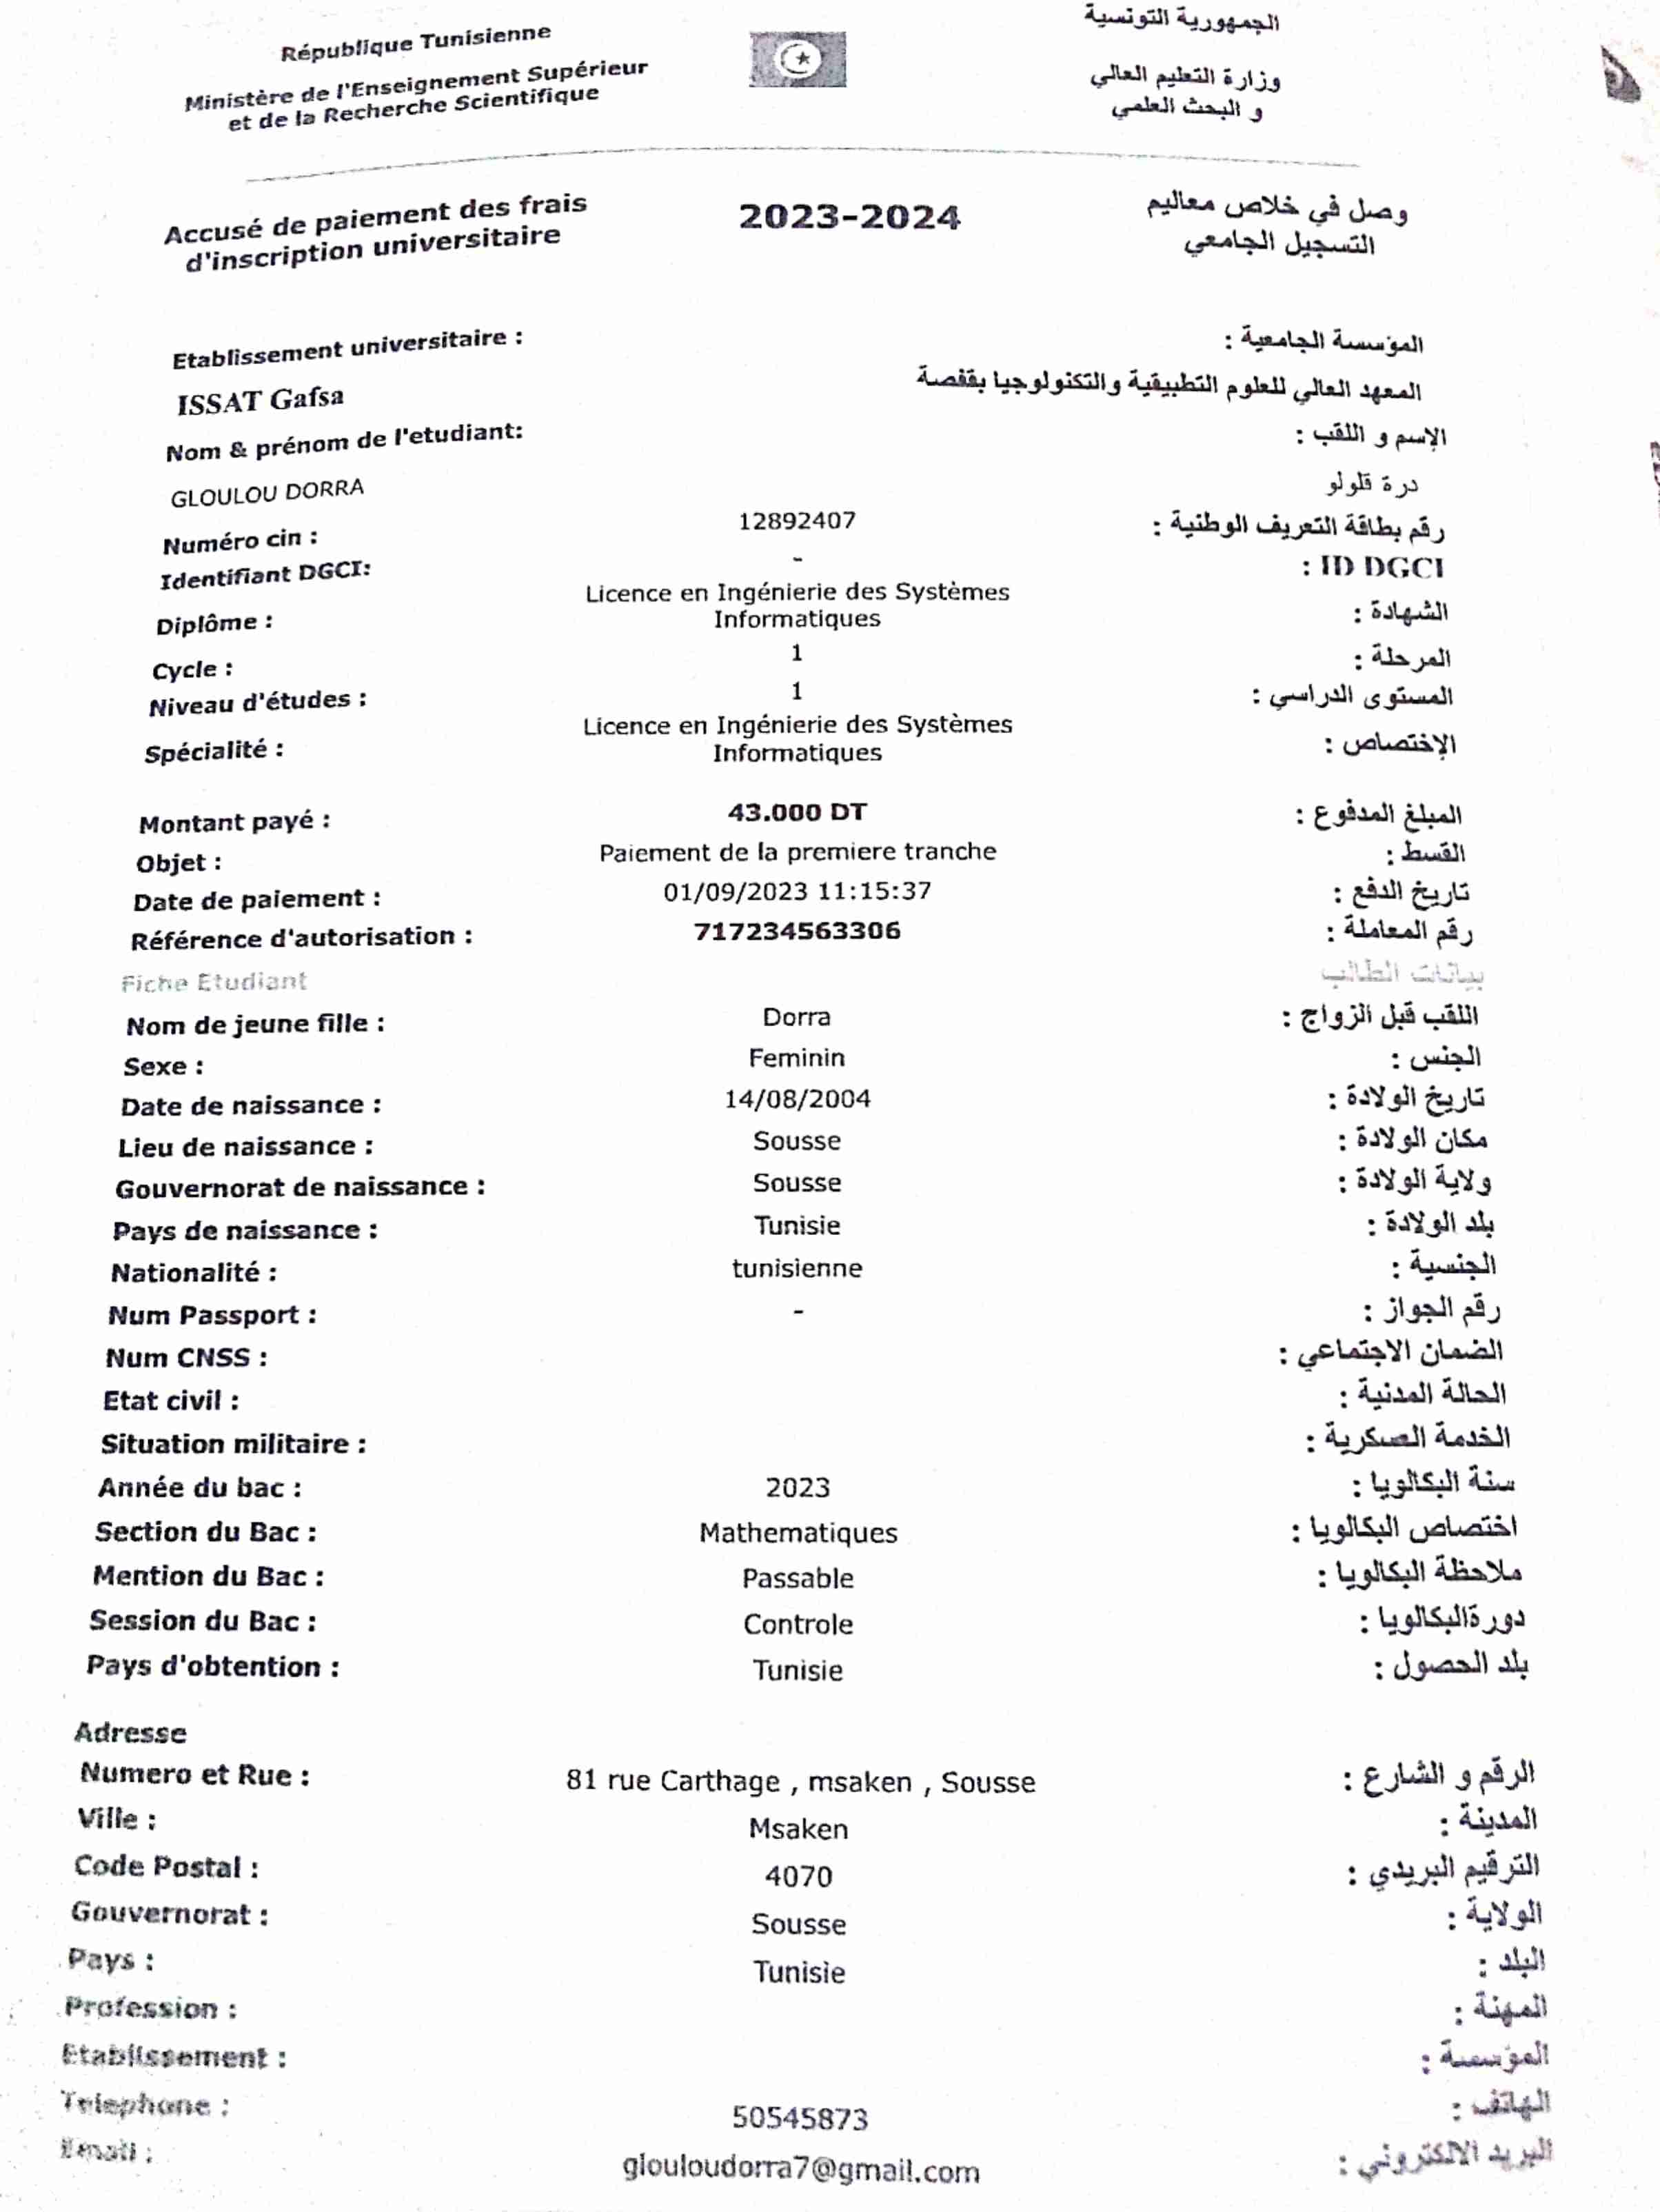 République Tunisienne
الجمهورية التونسية
Ministère de l'Enseignement Supérieur
et de la Recherche Scientifique
وزارة التعليم العالي
و البحث العلمي
Accusé de paiement des frais
d'inscription universitaire
2023-2024
وصل في خلاص معاليم
التسجيل الجامعي
Etablissement universitaire :
المؤسسة الجامعية :
ISSAT Gafsa
المعهد العالي للعلوم التطبيقية والتكنولوجيا بقفصة
Nom & prénom de l'etudiant:
الإسم و اللقب :
GLOULOU DORRA
درة قلولو
Numéro cin : 12892407 رقم بطاقة التعريف الوطنية :
Identifiant DGCI: - ID DGCI :
Diplôme : Licence en Ingénierie des Systèmes
Informatiques الشهادة :
Cycle : 1 المرحلة :
Niveau d'études : 1 المستوى الدراسي :
Spécialité : Licence en Ingénierie des Systèmes
Informatiques الإختصاص :
Montant payé : 43.000 DT المبلغ المدفوع :
Objet : Paiement de la premiere tranche القسط :
Date de paiement : 01/09/2023 11:15:37 تاريخ الدفع :
Référence d'autorisation : 717234563306 رقم المعاملة :
Fiche Etudiant بيانات الطالب
Nom de jeune fille : Dorra اللقب قبل الزواج :
Sexe : Feminin الجنس :
Date de naissance : 14/08/2004 تاريخ الولادة :
Lieu de naissance : Sousse مكان الولادة :
Gouvernorat de naissance : Sousse ولاية الولادة :
Pays de naissance : Tunisie بلد الولادة :
Nationalité : tunisienne الجنسية :
Num Passport : - رقم الجواز :
Num CNSS : الضمان الاجتماعي :
Etat civil : الحالة المدنية :
Situation militaire : الخدمة العسكرية :
Année du bac : 2023 سنة البكالويا :
Section du Bac : Mathematiques اختصاص البكالويا :
Mention du Bac : Passable ملاحظة البكالويا :
Session du Bac : Controle دورةالبكالويا :
Pays d'obtention : Tunisie بلد الحصول :
Adresse
Numero et Rue : 81 rue Carthage , msaken , Sousse الرقم و الشارع :
Ville : Msaken المدينة :
Code Postal : 4070 الترقيم البريدي :
Gouvernorat : Sousse الولاية :
Pays : Tunisie البلد :
Profession : المهنة :
Etablissement : المؤسسة :
Telephone : 50545873 الهاتف :
Email : glouloudorra7@gmail.com البريد الالكتروني :